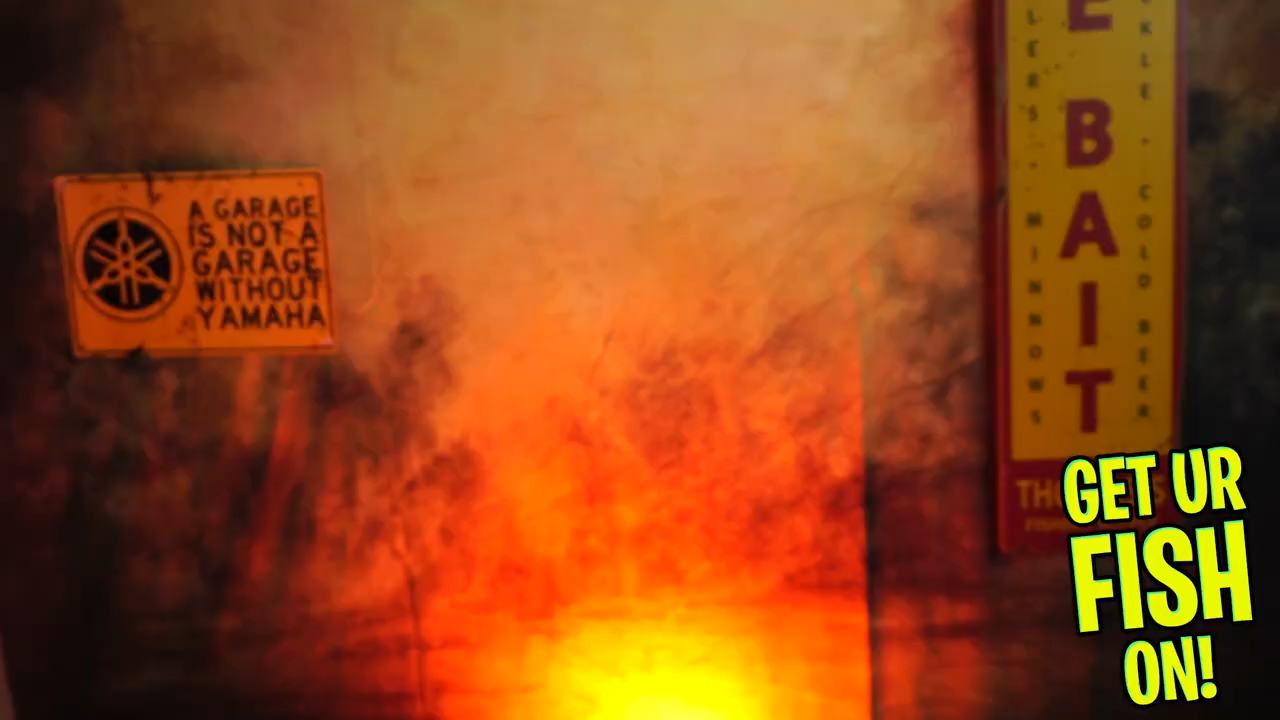 A GARAGE
IS NOT A
GARAGE
WITHOUT
YAMAHA
E BAIT
MINNOWS
COLD BEER
GET UR
FISH
ON!